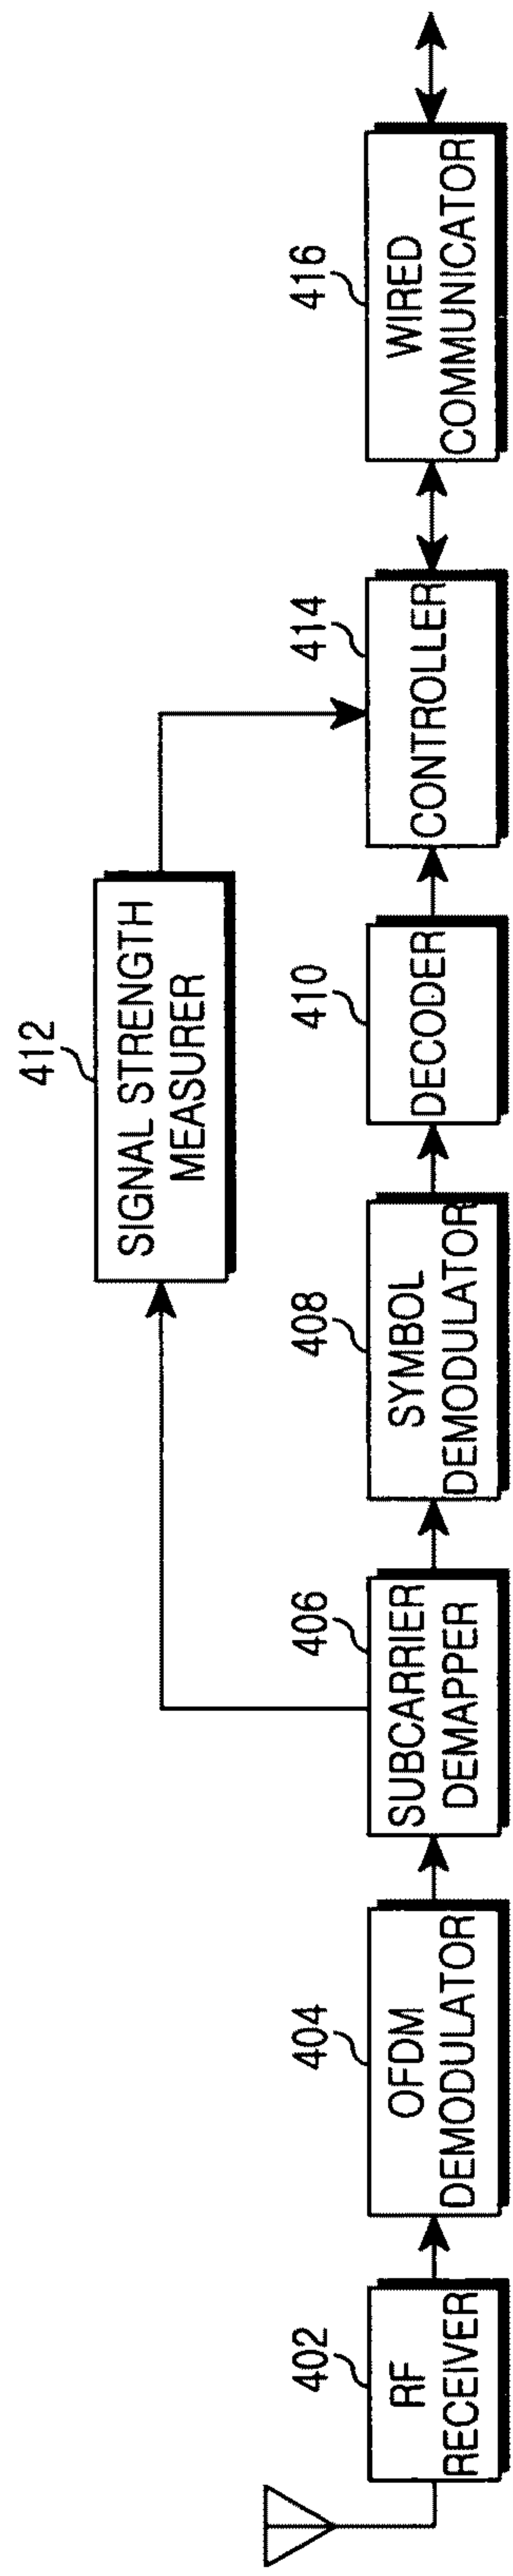 412
SIGNAL STRENGTH
MEASURER
402
RF
RECEIVER
404
OFDM
DEMODULATOR
406
SUBCARRIER
DEMAPPER
408
SYMBOL
DEMODULATOR
410
DECODER
414
CONTROLLER
416
WIRED
COMMUNICATOR